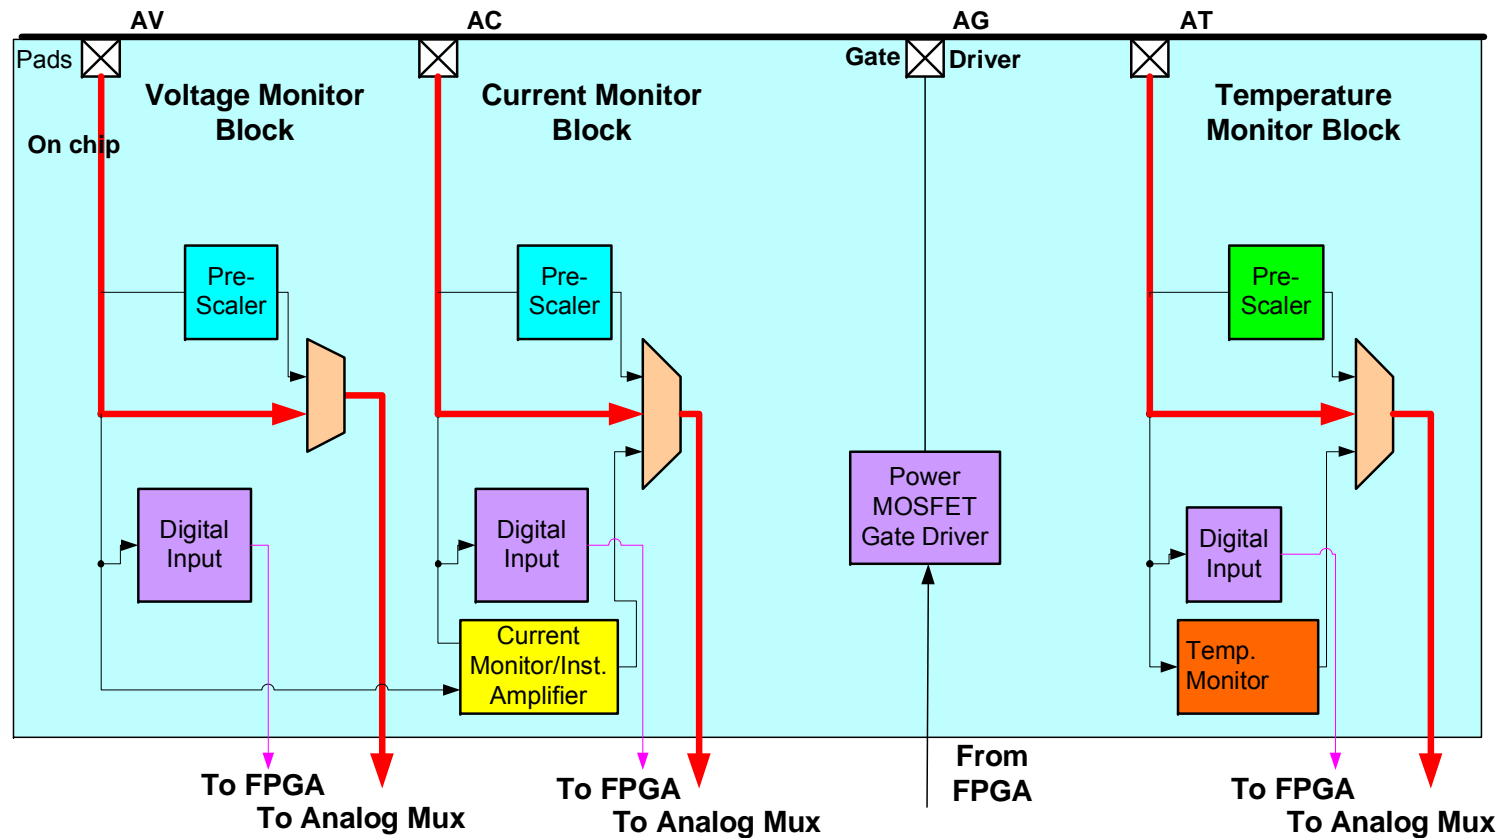 AV
AC
AG
AT
Pads
Gate
Driver
Voltage Monitor
Block
Current Monitor
Block
Temperature
Monitor Block
On chip
Pre-
Scaler
Pre-
Scaler
Pre-
Scaler
Digital
Input
Digital
Input
Power
MOSFET
Gate Driver
Digital
Input
Current
Monitor/Inst.
Amplifier
Temp.
Monitor
To FPGA
To Analog Mux
To FPGA
To Analog Mux
From
FPGA
To FPGA
To Analog Mux